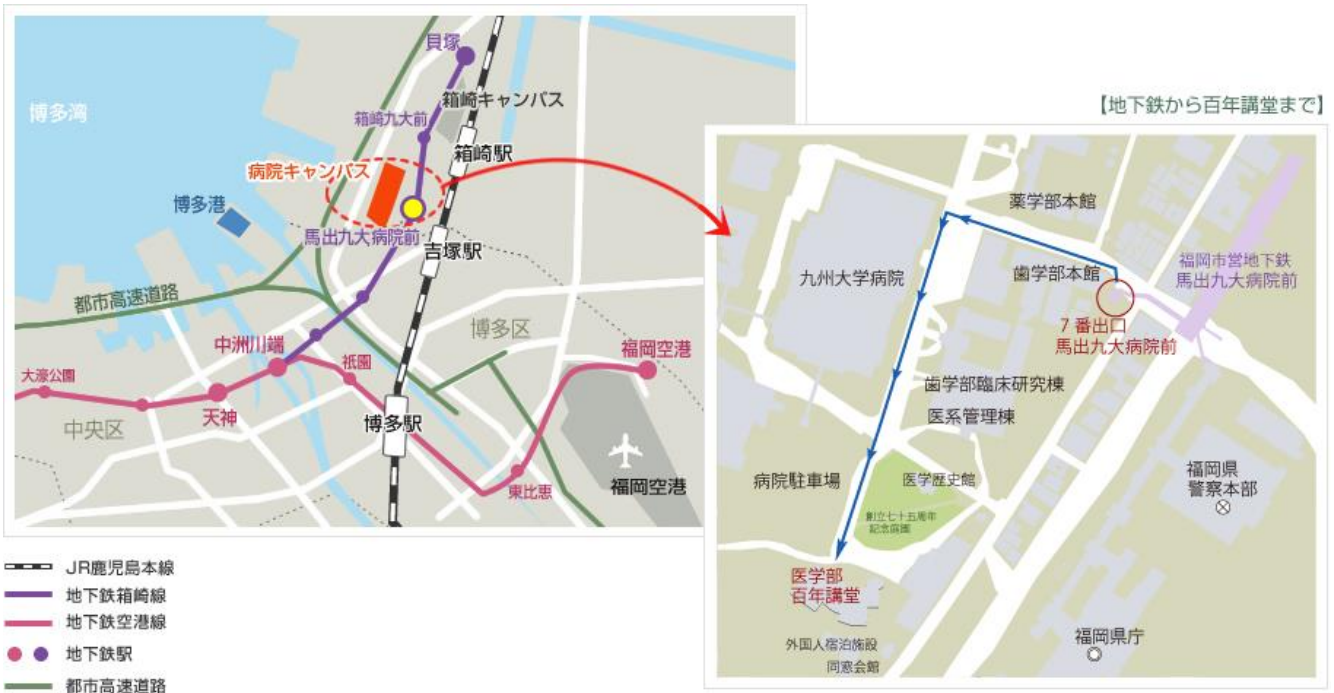 博多湾
貝塚
箱崎キャンパス
箱崎九大前
箱崎駅
病院キャンパス
博多港
馬出九大病院前
吉塚駅
都市高速道路
博多区
中洲川端
祇園
福岡空港
大濠公園
天神
中央区
博多駅
東比恵
福岡空港
JR鹿児島本線
地下鉄箱崎線
地下鉄空港線
地下鉄駅
都市高速道路
【地下鉄から百年講堂まで】
薬学部本館
九州大学病院
歯学部本館
福岡市営地下鉄
馬出九大病院前
7番出口
馬出九大病院前
歯学部臨床研究棟
医系管理棟
病院駐車場
医学歴史館
福岡県
警察本部
創立七十五周年
記念庭園
医学部
百年講堂
外国人宿泊施設
同窓会館
福岡県庁